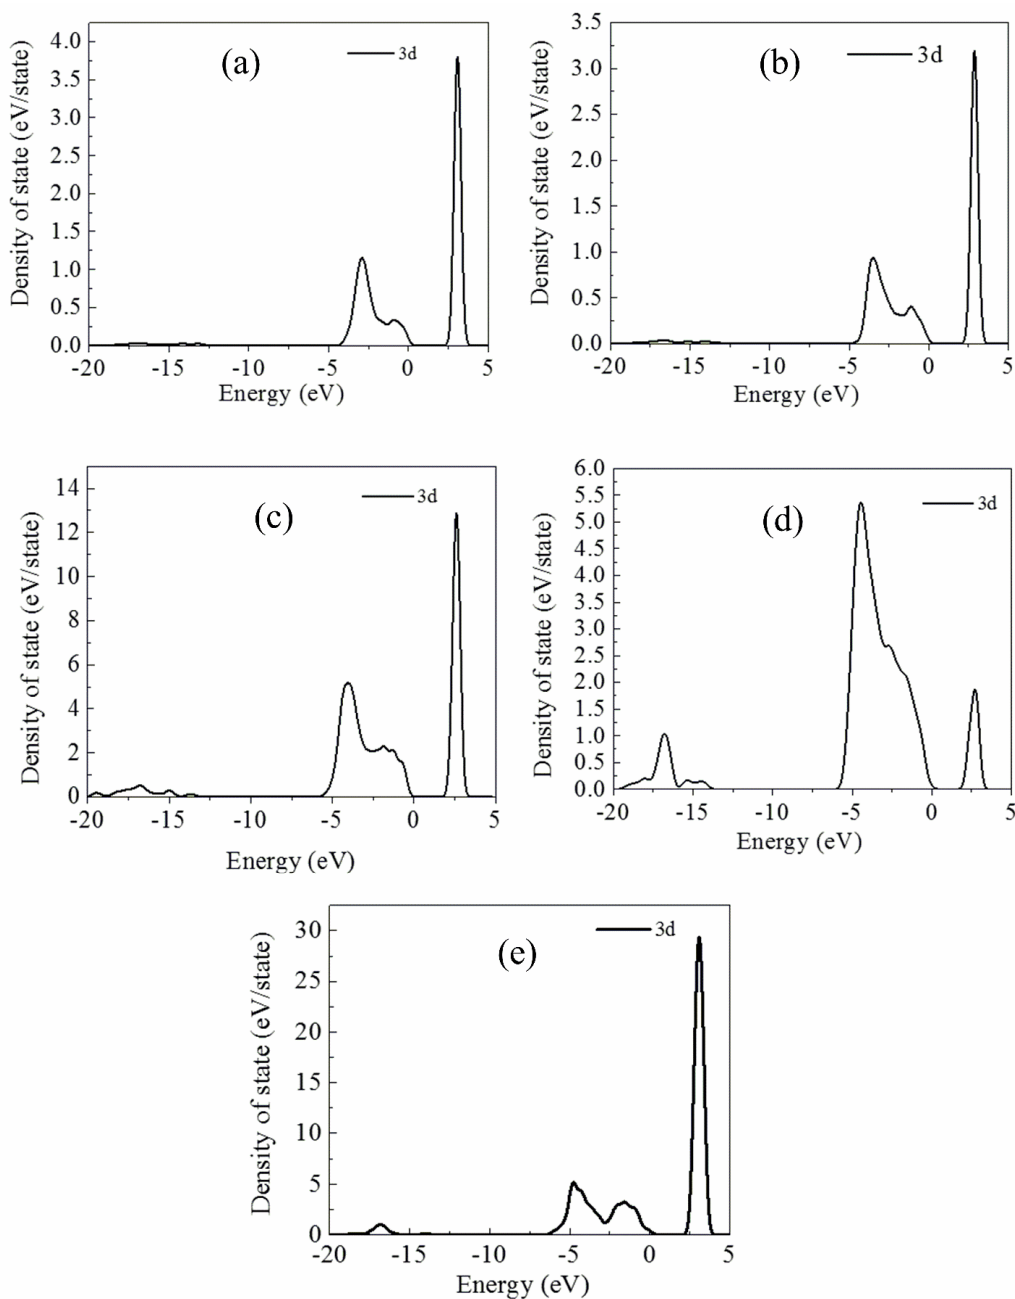 (a)
3d
Density of state (eV/state)
4.0
3.5
3.0
2.5
2.0
1.5
1.0
0.5
0.0
-20 -15 -10 -5 0 5
Energy (eV)
(b)
3d
Density of state (eV/state)
3.5
3.0
2.5
2.0
1.5
1.0
0.5
0.0
-20 -15 -10 -5 0 5
Energy (eV)
(c)
3d
Density of state (eV/state)
14
12
10
8
6
4
2
0
-20 -15 -10 -5 0 5
Energy (eV)
(d)
3d
Density of state (eV/state)
6.0
5.5
5.0
4.5
4.0
3.5
3.0
2.5
2.0
1.5
1.0
0.5
0.0
-20 -15 -10 -5 0 5
Energy (eV)
(e)
3d
Density of state (eV/state)
30
25
20
15
10
5
0
-20 -15 -10 -5 0 5
Energy (eV)